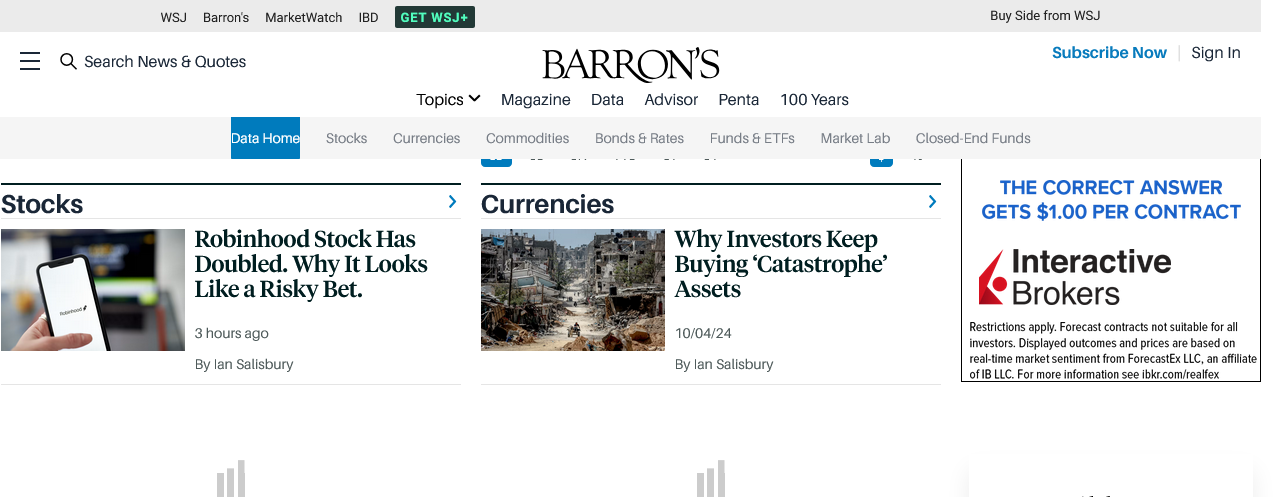 WSJ Barron's MarketWatch IBD GET WSJ+ Buy Side from WSJ
Search News & Quotes
BARRON'S
Subscribe Now | Sign In
Topics Magazine Data Advisor Penta 100 Years
Data Home Stocks Currencies Commodities Bonds & Rates Funds & ETFs Market Lab Closed-End Funds
Stocks
Robinhood
Robinhood Stock Has
Doubled. Why It Looks
Like a Risky Bet.
3 hours ago
By Ian Salisbury
Currencies
Why Investors Keep
Buying ‘Catastrophe’
Assets
10/04/24
By Ian Salisbury
THE CORRECT ANSWER
GETS $1.00 PER CONTRACT
Interactive
Brokers
Restrictions apply. Forecast contracts not suitable for all
investors. Displayed outcomes and prices are based on
real-time market sentiment from ForecastEx LLC, an affiliate
of IB LLC. For more information see ibkr.com/realfex